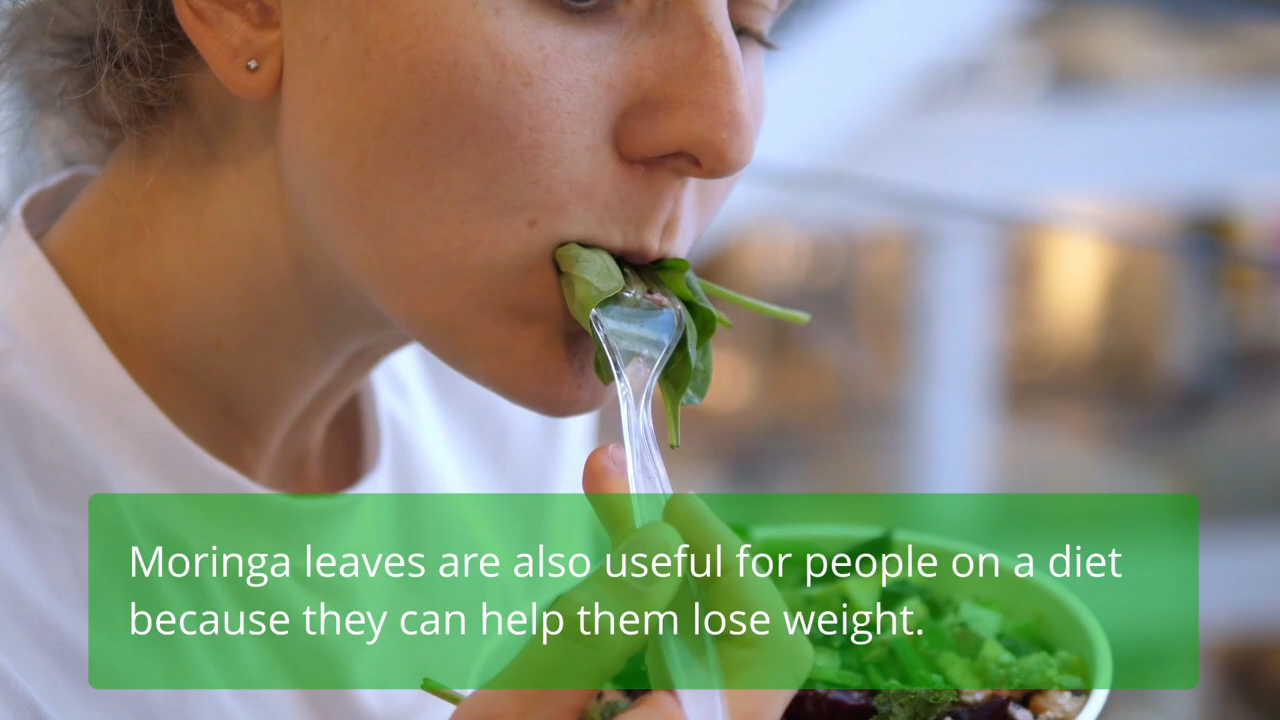 Moringa leaves are also useful for people on a diet
because they can help them lose weight.